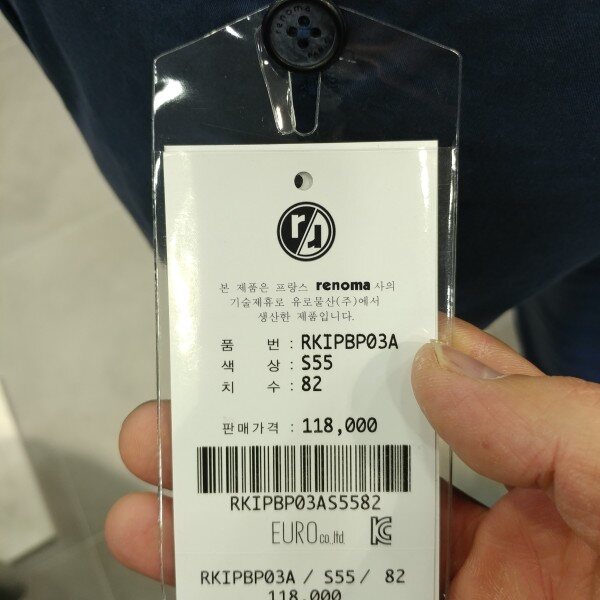 renoma
본 제품은 프랑스 renoma 사의
기술제휴로 유로물산(주)에서
생산한 제품입니다.
품 번 : RKIPBP03A
색 상 : S55
치 수 : 82
판매가격 : 118,000
RKIPBP03AS5582
EURO co.,ltd
RKIPBP03A / S55 / 82
118,000